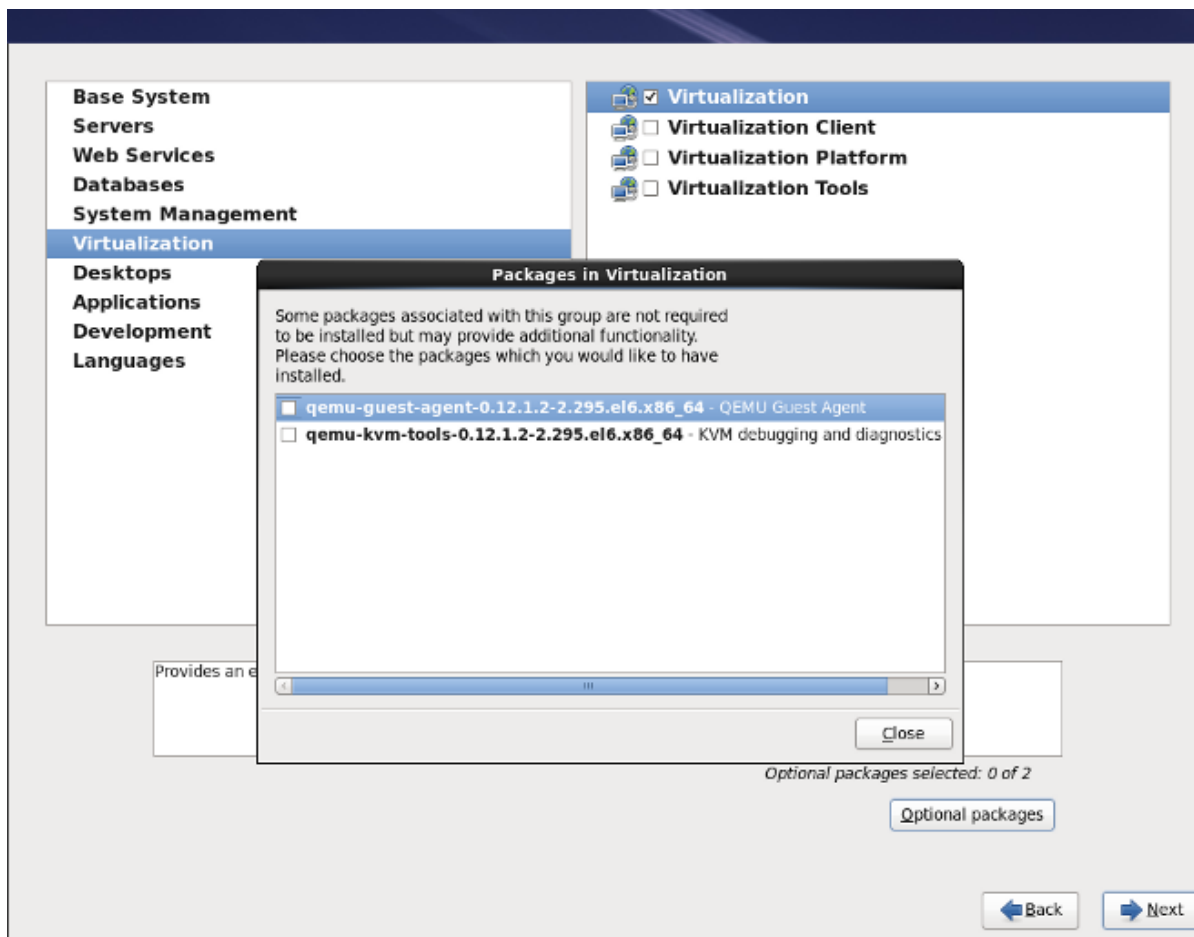 Base System
Servers
Web Services
Databases
System Management
Virtualization
Desktops
Applications
Development
Languages
Virtualization
Virtualization Client
Virtualization Platform
Virtualization Tools
Packages in Virtualization
Some packages associated with this group are not required
to be installed but may provide additional functionality.
Please choose the packages which you would like to have
installed.
qemu-guest-agent-0.12.1.2-2.295.el6.x86_64 - QEMU Guest Agent
qemu-kvm-tools-0.12.1.2-2.295.el6.x86_64 - KVM debugging and diagnostics
Provides an e
Close
Optional packages selected: 0 of 2
Optional packages
Back
Next